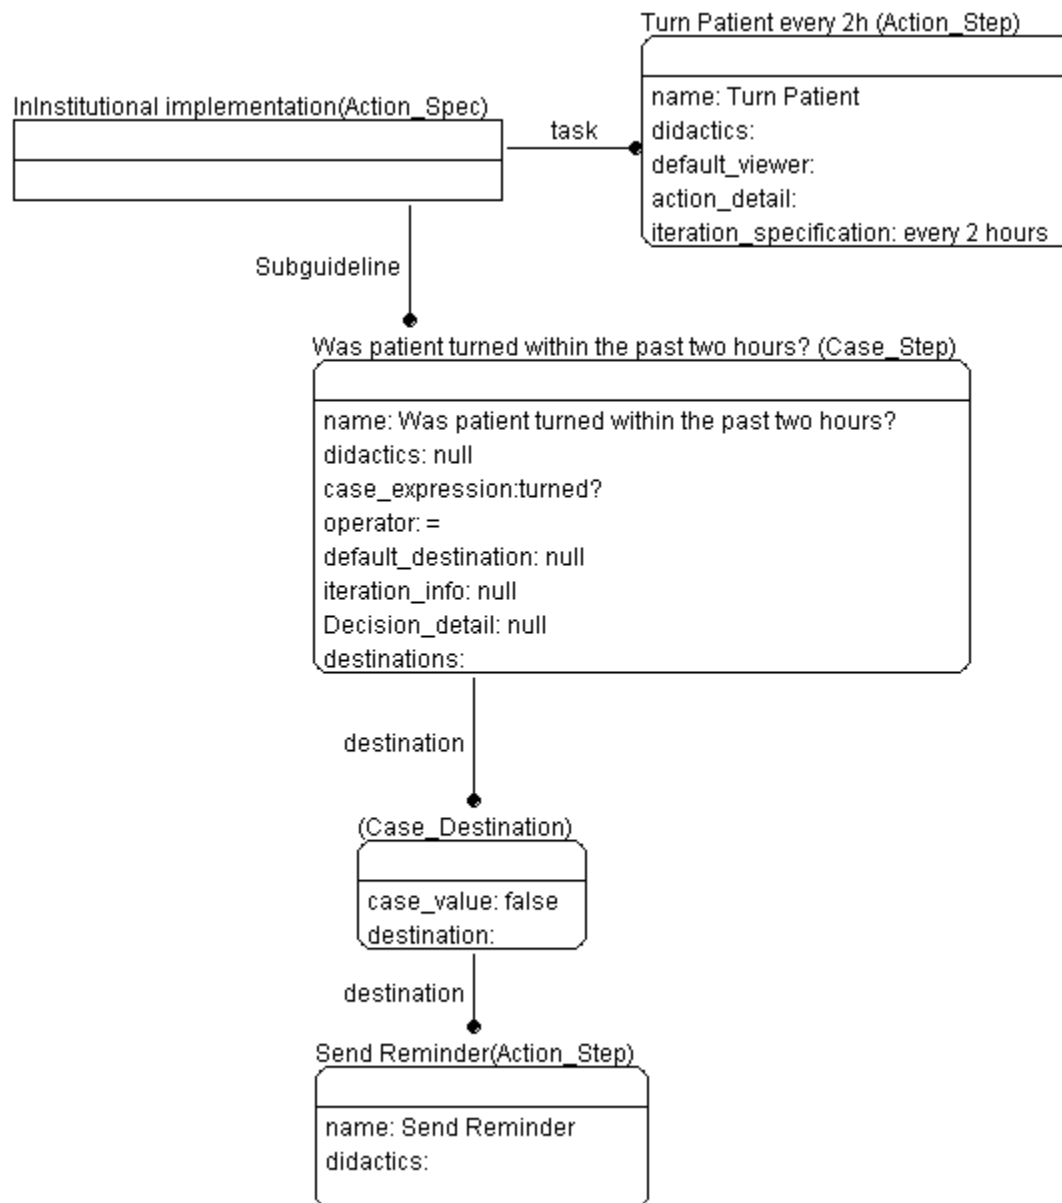 Turn Patient every 2h (Action_Step)
name: Turn Patient
didactics:
default_viewer:
action_detail:
iteration_specification: every 2 hours
InInstitutional implementation(Action_Spec)
task
Subguideline
Was patient turned within the past two hours? (Case_Step)
name: Was patient turned within the past two hours?
didactics: null
case_expression:turned?
operator: =
default_destination: null
iteration_info: null
Decision_detail: null
destinations:
destination
(Case_Destination)
case_value: false
destination:
destination
Send Reminder(Action_Step)
name: Send Reminder
didactics: